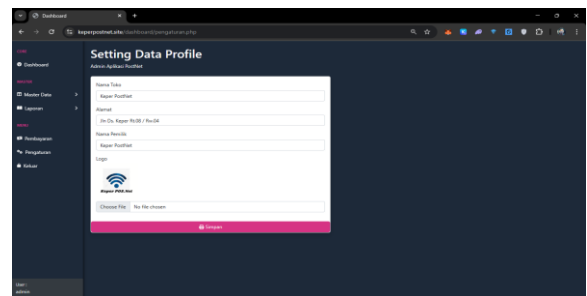 Dashboard
keperpostnet.site/dashboard/pengaturan.php
Dashboard
Master Data
Laporan
Pembayaran
Pengaturan
Keluar
User:
admin
Setting Data Profile
Admin Aplikasi PostNet
Nama Toko
Keper PostNet
Alamat
Jln Ds. Keper Rt.08 / Rw.04
Nama Pemilik
Keper PostNet
Logo
Keper POST.Net
Choose File No file chosen
Simpan